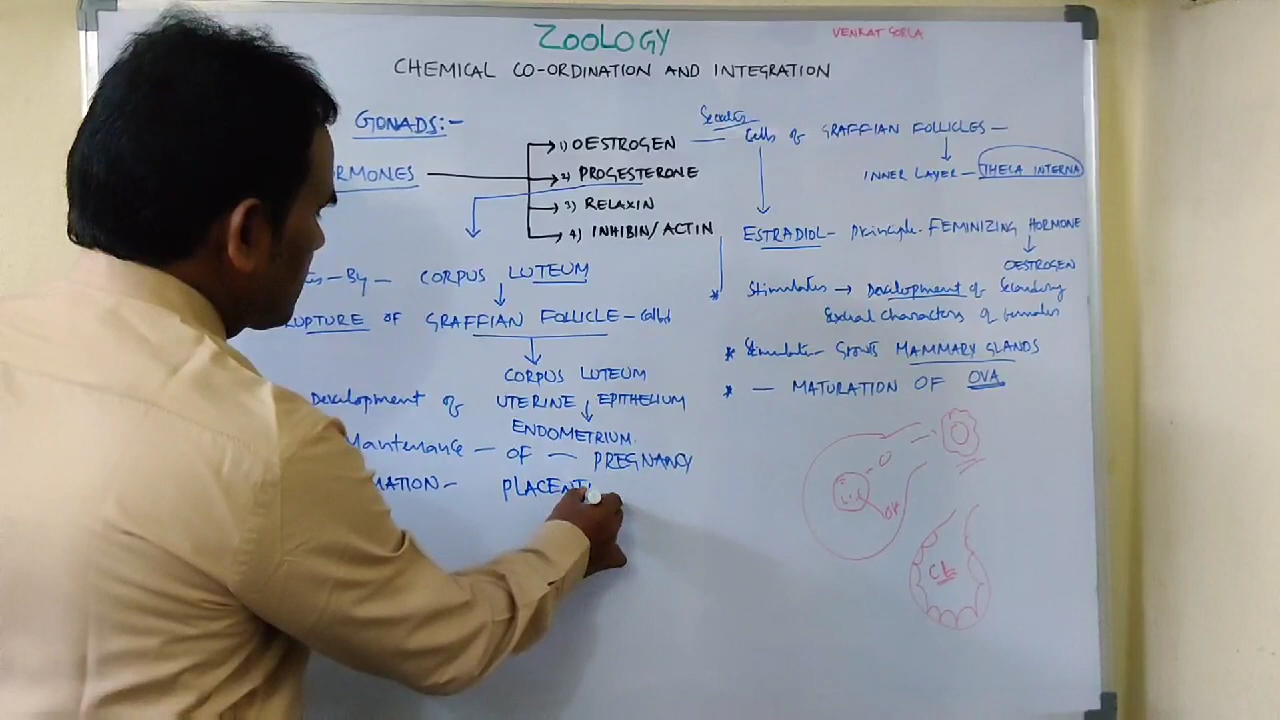 ZOOLOGY
VENKAT GORLA
CHEMICAL CO-ORDINATION AND INTEGRATION
GONADS:-
RMONES
1) OESTROGEN
2) PROGESTERONE
3) RELAXIN
4) INHIBIN/ACTIN
Secretes
Cells of GRAFFIAN FOLLICLES -
INNER LAYER - THECA INTERNA
ESTRADIOL - Principle - FEMINIZING HORMONE
OESTROGEN
* Stimulates → Development of Secondary
Sexual Characters of females
* Stimulates MAMMARY GLANDS
* - MATURATION OF OVA
By - CORPUS LUTEUM
RUPTURE OF GRAFFIAN FOLLICLE - Called
CORPUS LUTEUM
Development of UTERINE EPITHELIUM
ENDOMETRIUM
Maintenance - OF - PREGNANCY
MATION - PLACENT
CL